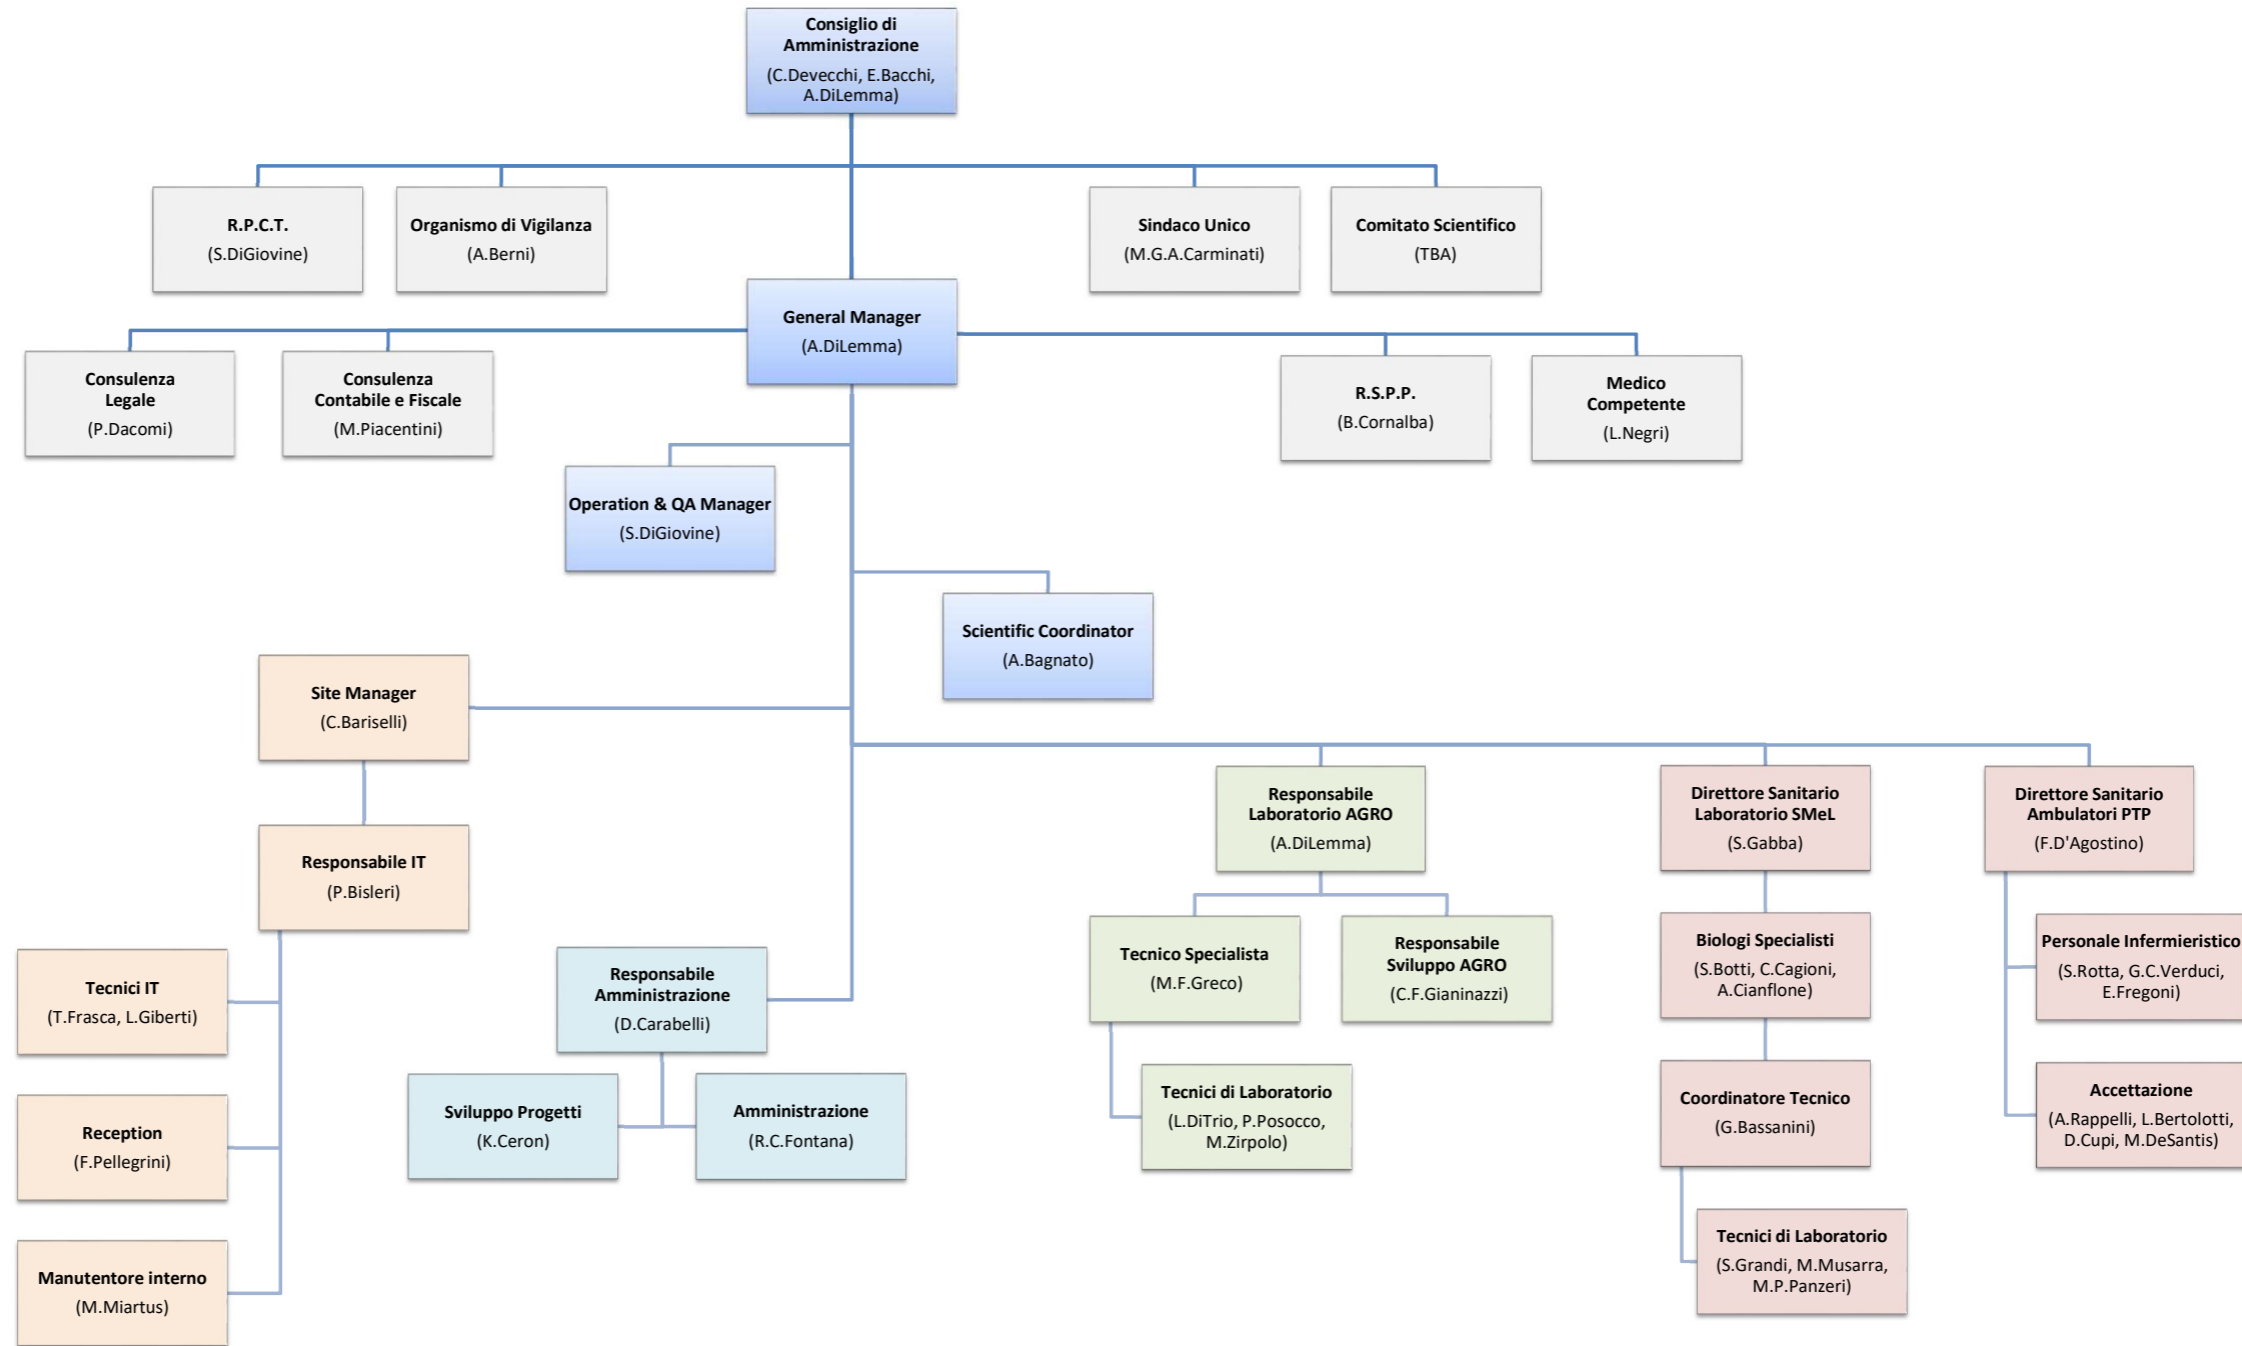 Consiglio di
Amministrazione
(C.Devecchi, E.Bacchi,
A.DiLemma)
R.P.C.T.
(S.DiGiovine)
Organismo di Vigilanza
(A.Berni)
Sindaco Unico
(M.G.A.Carminati)
Comitato Scientifico
(TBA)
General Manager
(A.DiLemma)
Consulenza
Legale
(P.Dacomi)
Consulenza
Contabile e Fiscale
(M.Piacentini)
R.S.P.P.
(B.Cornalba)
Medico
Competente
(L.Negri)
Operation & QA Manager
(S.DiGiovine)
Scientific Coordinator
(A.Bagnato)
Site Manager
(C.Bariselli)
Responsabile IT
(P.Bisleri)
Tecnici IT
(T.Frasca, L.Giberti)
Reception
(F.Pellegrini)
Manutentore interno
(M.Miartus)
Responsabile
Amministrazione
(D.Carabelli)
Sviluppo Progetti
(K.Ceron)
Amministrazione
(R.C.Fontana)
Responsabile
Laboratorio AGRO
(A.DiLemma)
Tecnico Specialista
(M.F.Greco)
Responsabile
Sviluppo AGRO
(C.F.Gianinazzi)
Tecnici di Laboratorio
(L.DiTrio, P.Posocco,
M.Zirpolo)
Direttore Sanitario
Laboratorio SMeL
(S.Gabba)
Biologi Specialisti
(S.Botti, C.Cagioni,
A.Cianflone)
Coordinatore Tecnico
(G.Bassanini)
Tecnici di Laboratorio
(S.Grandi, M.Musarra,
M.P.Panzeri)
Direttore Sanitario
Ambulatori PTP
(F.D'Agostino)
Personale Infermieristico
(S.Rotta, G.C.Verduci,
E.Fregoni)
Accettazione
(A.Rappelli, L.Bertolotti,
D.Cupi, M.DeSantis)